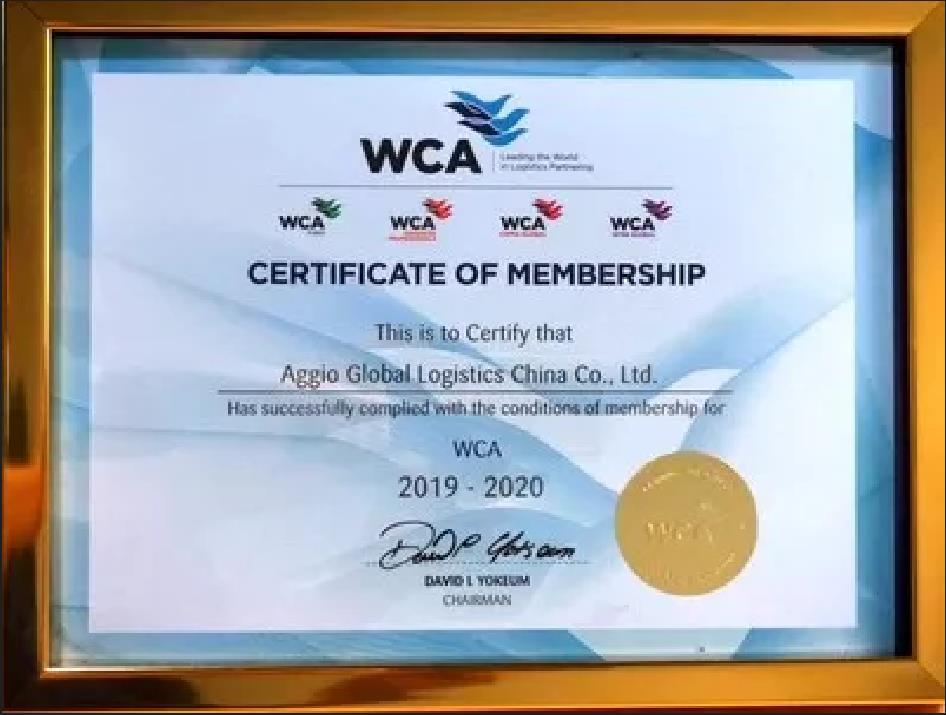 WCA
Leading the World
in Logistics Partnering
WCA WCA WCA WCA
CERTIFICATE OF MEMBERSHIP
This is to Certify that
Aggio Global Logistics China Co., Ltd.
Has successfully complied with the conditions of membership for
WCA
2019 - 2020
DAVID L YOKEUM
CHAIRMAN
WCA